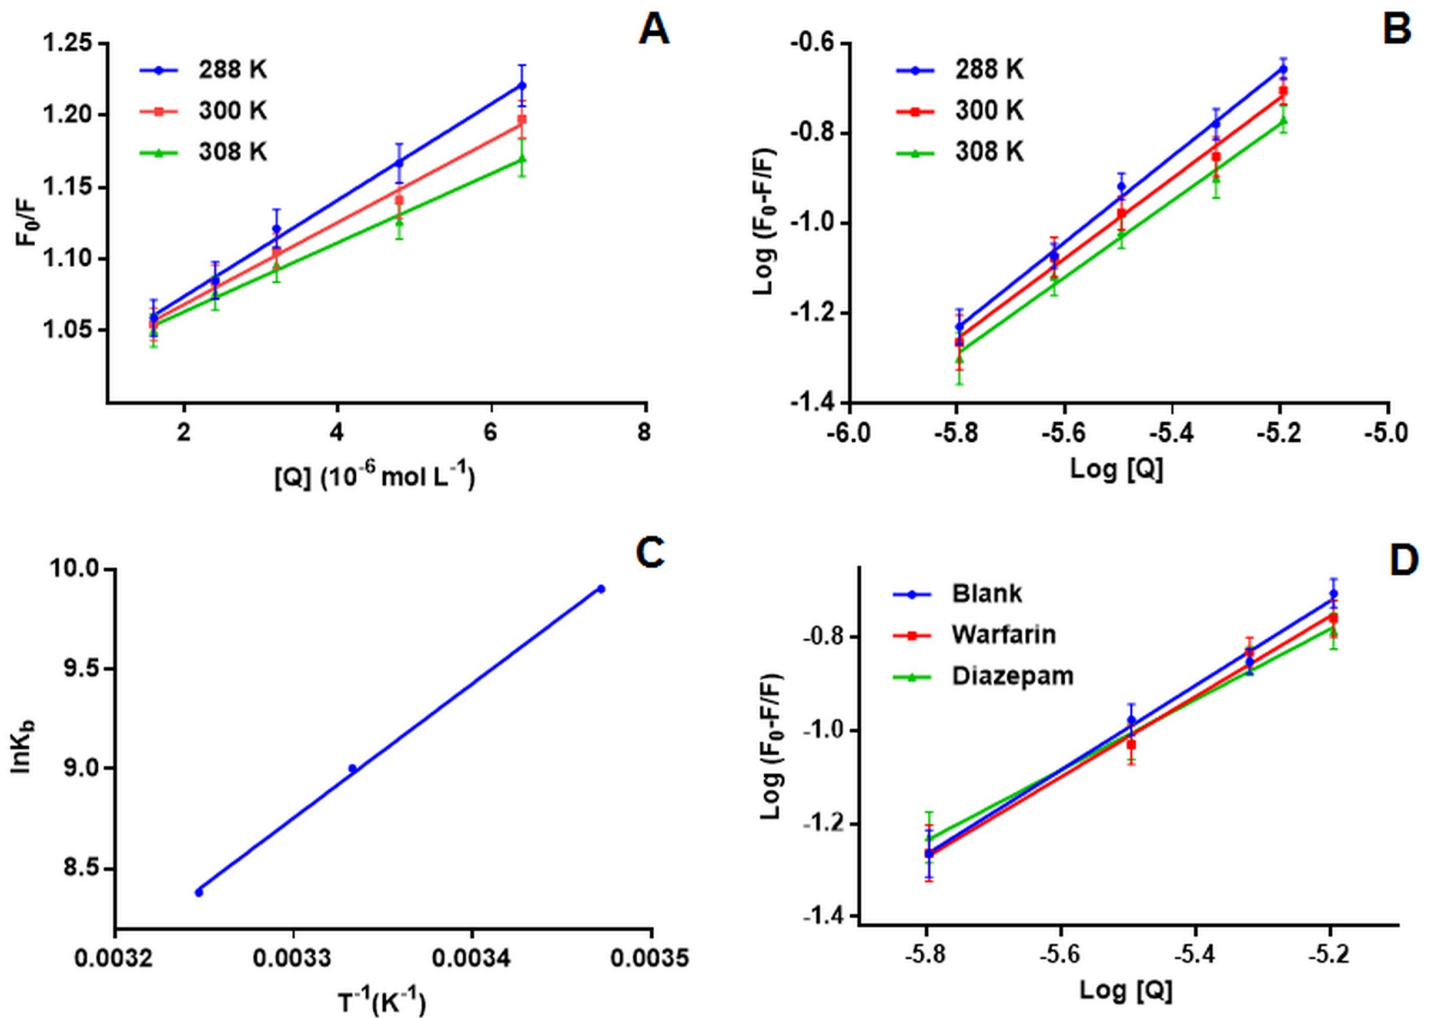 A
1.25
1.20
1.15
1.10
1.05
F0/F
288 K
300 K
308 K
2 4 6 8
[Q] (10-6 mol L-1)
B
-0.6
-0.8
-1.0
-1.2
-1.4
Log (F0-F/F)
288 K
300 K
308 K
-6.0 -5.8 -5.6 -5.4 -5.2 -5.0
Log [Q]
C
10.0
9.5
9.0
8.5
lnKb
0.0032 0.0033 0.0034 0.0035
T-1(K-1)
D
-0.8
-1.0
-1.2
-1.4
Log (F0-F/F)
Blank
Warfarin
Diazepam
-5.8 -5.6 -5.4 -5.2
Log [Q]